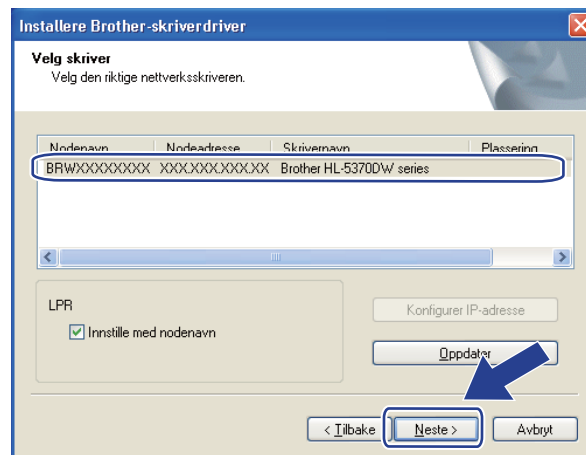 Installere Brother-skriverdriver
Velg skriver
Velg den riktige nettverksskriveren.
Nodenavn Nodeadresse Skrivernavn Plassering
BRWXXXXXXXXX XXX.XXX.XXX.XX Brother HL-5370DW series
LPR
Innstille med nodenavn
Konfigurer IP-adresse
Oppdater
< Tilbake Neste > Avbryt